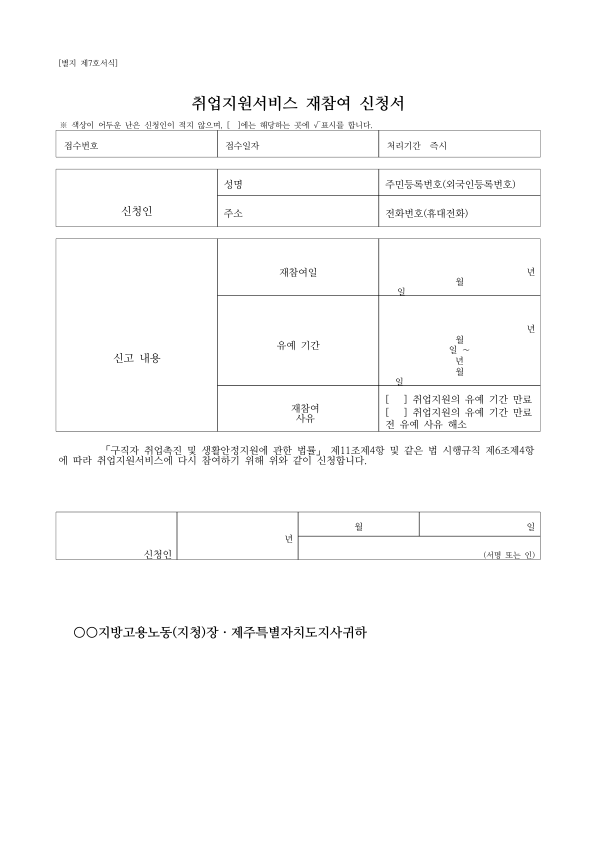 [별지 제7호서식]
취업지원서비스 재참여 신청서
※ 색상이 어두운 난은 신청인이 적지 않으며, [  ]에는 해당하는 곳에 √표시를 합니다.
접수번호 접수일자 처리기간 즉시
신청인 성명 주민등록번호(외국인등록번호)
주소 전화번호(휴대전화)
신고 내용
재참여일
년
월
일
유예 기간
년
월
일 ~
년
월
일
재참여
사유
[  ] 취업지원의 유예 기간 만료
[  ] 취업지원의 유예 기간 만료
전 유예 사유 해소
「구직자 취업촉진 및 생활안정지원에 관한 법률」 제11조제4항 및 같은 법 시행규칙 제6조제4항
에 따라 취업지원서비스에 다시 참여하기 위해 위와 같이 신청합니다.
년 월 일
신청인 (서명 또는 인)
○○지방고용노동(지청)장ㆍ제주특별자치도지사귀하